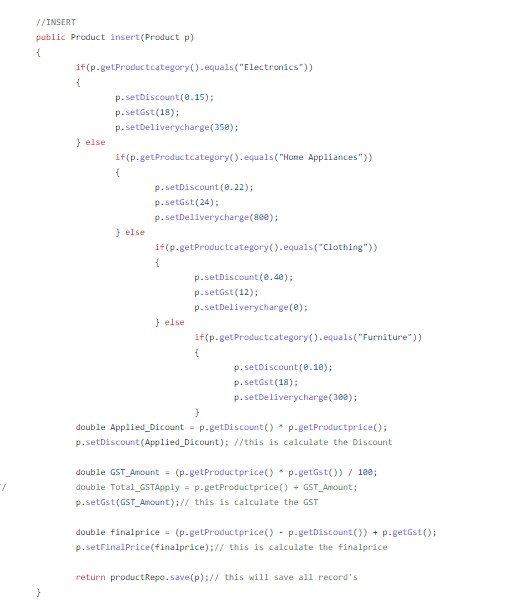 //INSERT
public Product insert(Product p)
{
if(p.getProductcategory().equals("Electronics"))
{
p.setDiscount(0.15);
p.setGst(18);
p.setDeliverycharge(350);
} else
if(p.getProductcategory().equals("Home Appliances"))
{
p.setDiscount(0.22);
p.setGst(24);
p.setDeliverycharge(800);
} else
if(p.getProductcategory().equals("Clothing"))
{
p.setDiscount(0.40);
p.setGst(12);
p.setDeliverycharge(0);
} else
if(p.getProductcategory().equals("Furniture"))
{
p.setDiscount(0.10);
p.setGst(18);
p.setDeliverycharge(300);
}
double Applied_Dicount = p.getDiscount() * p.getProductprice();
p.setDiscount(Applied_Dicount); //this is calculate the Discount
double GST_Amount = (p.getProductprice() * p.getGst()) / 100;
// double Total_GSTApply = p.getProductprice() + GST_Amount;
p.setGst(GST_Amount);// this is calculate the GST
double finalprice = (p.getProductprice() - p.getDiscount()) + p.getGst();
p.setFinalPrice(finalprice);// this is calculate the finalprice
return productRepo.save(p);// this will save all record's
}